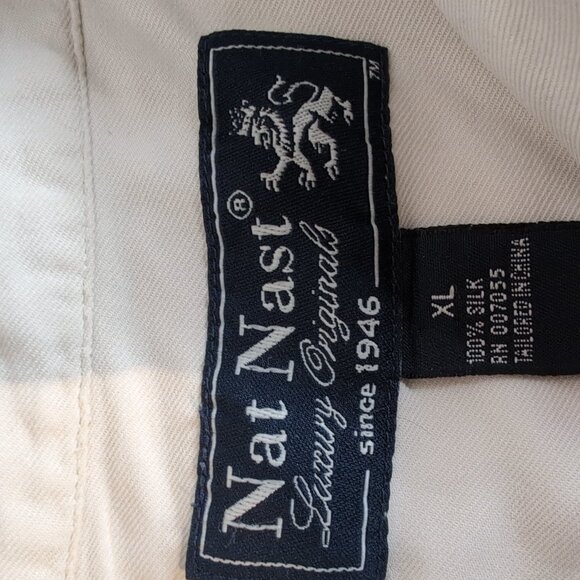 Nat Nast®
Luxury Originals
since 1946
TM
XL
100% SILK
RN 007055
TAILORED IN CHINA